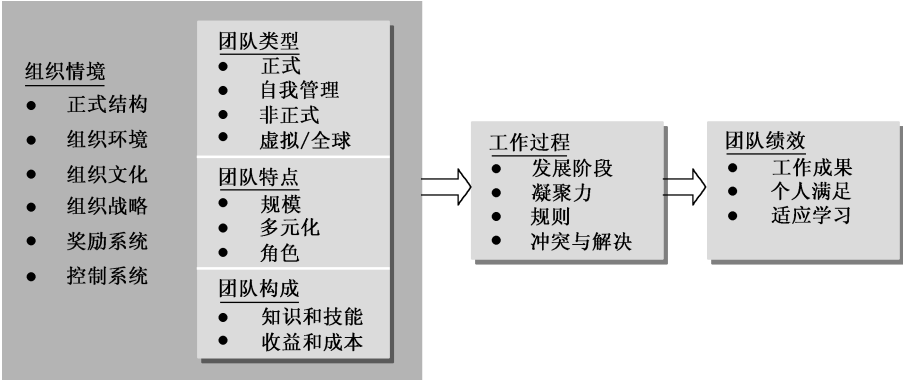 组织情境
正式结构
组织环境
组织文化
组织战略
奖励系统
控制系统
团队类型
正式
自我管理
非正式
虚拟/全球
团队特点
规模
多元化
角色
团队构成
知识和技能
收益和成本
工作过程
发展阶段
凝聚力
规则
冲突与解决
团队绩效
工作成果
个人满足
适应学习